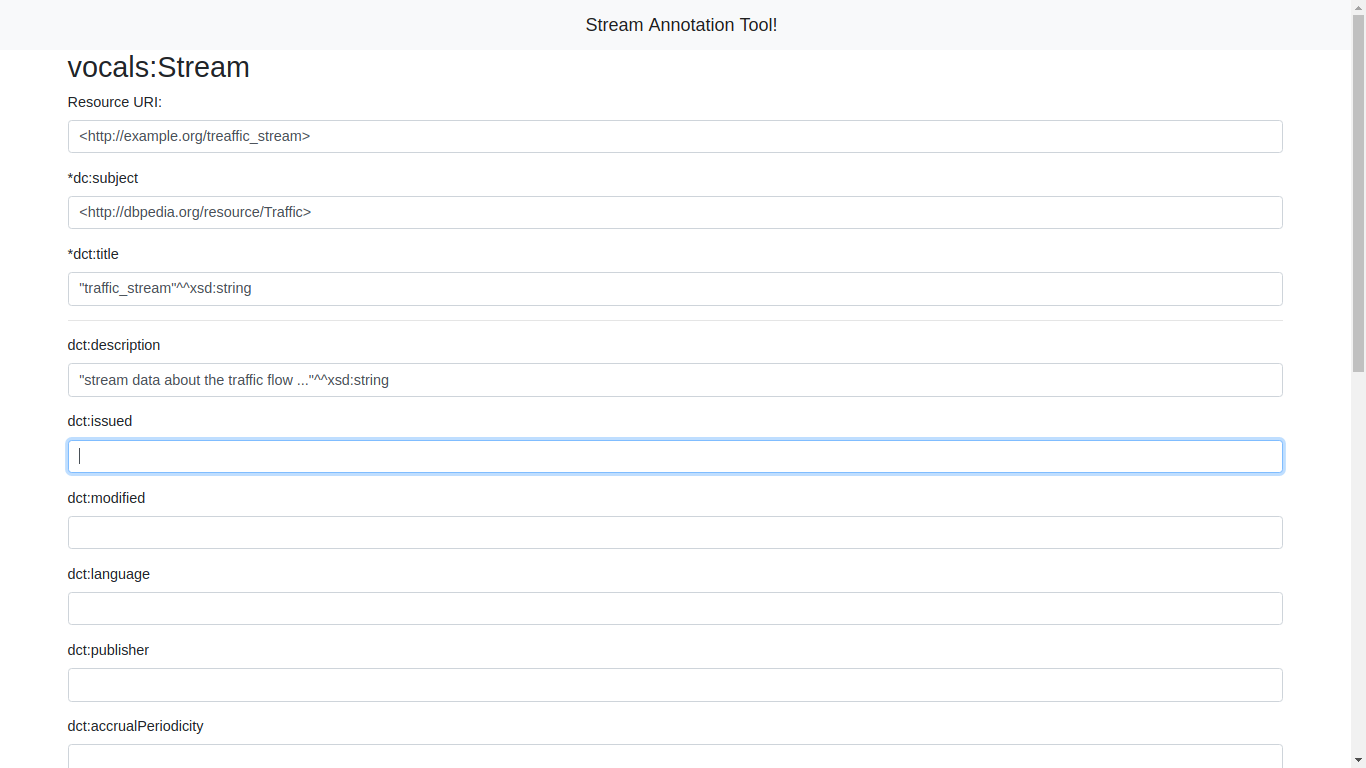 Stream Annotation Tool!
vocals:Stream
Resource URI:
<http://example.org/treaffic_stream>
*dc:subject
<http://dbpedia.org/resource/Traffic>
*dct:title
"traffic_stream"^^xsd:string
dct:description
"stream data about the traffic flow ..."^^xsd:string
dct:issued
dct:modified
dct:language
dct:publisher
dct:accrualPeriodicity